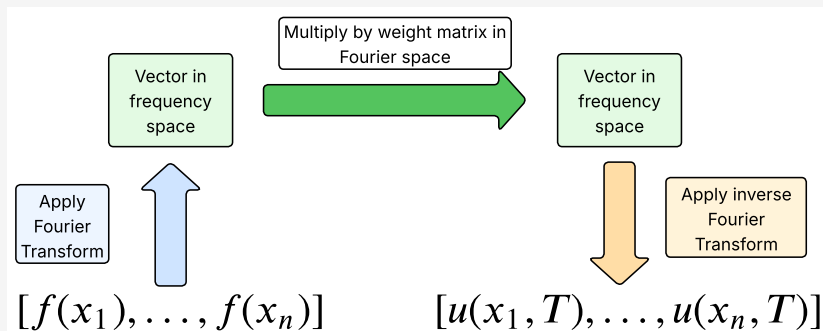 Multiply by weight matrix in
Fourier space
Vector in
frequency
space
Vector in
frequency
space
Apply
Fourier
Transform
Apply inverse
Fourier
Transform
[f(x₁), . . . , f(xₙ)]
[u(x₁, T), . . . , u(xₙ, T)]